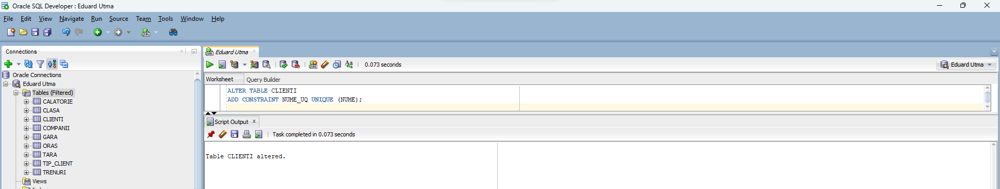 Oracle SQL Developer : Eduard Utma
File Edit View Navigate Run Source Team Tools Window Help
Connections
Oracle Connections
Eduard Utma
Tables (Filtered)
CALATORIE
CLASA
CLIENTI
COMPANII
GARA
ORAS
TARA
TIP_CLIENT
TRENURI
Views
Eduard Utma
0.073 seconds
Eduard Utma
Worksheet Query Builder
ALTER TABLE CLIENTI
ADD CONSTRAINT NUME_UQ UNIQUE (NUME);
Script Output
Task completed in 0.073 seconds
Table CLIENTI altered.